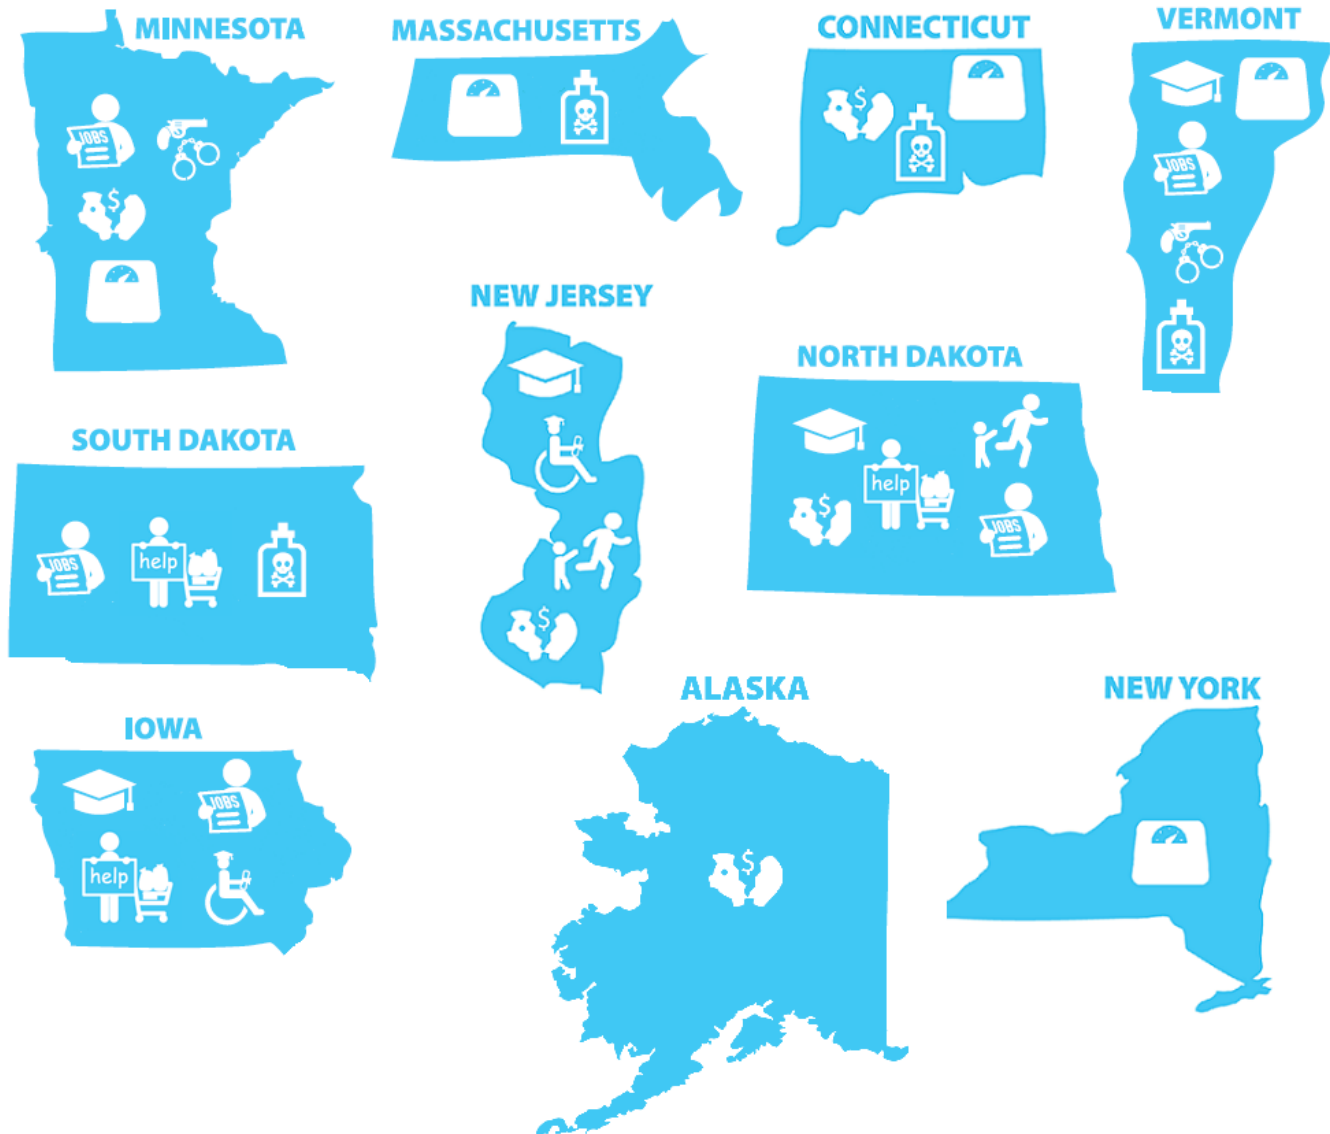 MINNESOTA
JOBS
$
MASSACHUSETTS
CONNECTICUT
$
VERMONT
JOBS
NEW JERSEY
$
NORTH DAKOTA
help
$
JOBS
SOUTH DAKOTA
JOBS
help
IOWA
JOBS
help
ALASKA
$
NEW YORK